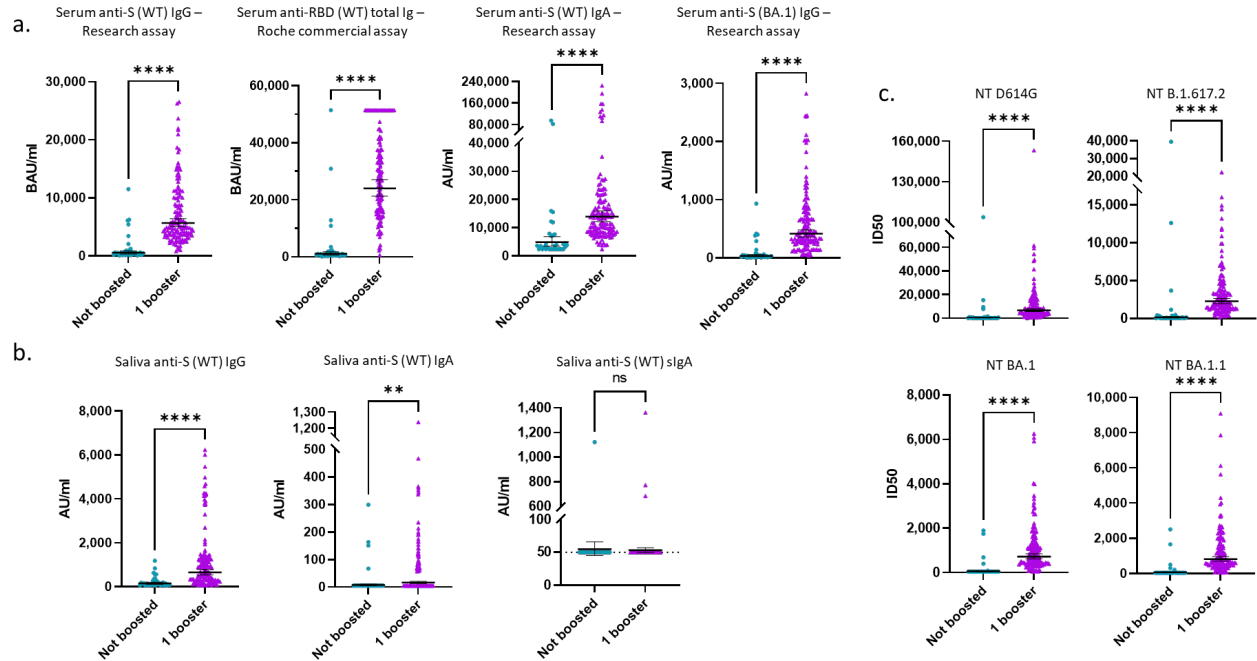 a.
Serum anti-S (WT) IgG –
Research assay
****
BAU/ml
30,000
20,000
10,000
0
Not boosted
1 booster
Serum anti-RBD (WT) total Ig –
Roche commercial assay
****
BAU/ml
60,000
40,000
20,000
0
Not boosted
1 booster
Serum anti-S (WT) IgA –
Research assay
****
AU/ml
240,000
200,000
160,000
120,000
80,000
40,000
30,000
20,000
10,000
0
Not boosted
1 booster
Serum anti-S (BA.1) IgG –
Research assay
****
AU/ml
3,000
2,000
1,000
0
Not boosted
1 booster
b.
Saliva anti-S (WT) IgG
****
AU/ml
8,000
6,000
4,000
2,000
0
Not boosted
1 booster
Saliva anti-S (WT) IgA
**
AU/ml
1,300
1,200
500
400
300
200
100
0
Not boosted
1 booster
Saliva anti-S (WT) sIgA
ns
AU/ml
1,400
1,200
1,000
800
600
100
50
0
Not boosted
1 booster
c.
NT D614G
****
ID50
160,000
130,000
100,000
60,000
40,000
20,000
0
NT B.1.617.2
****
40,000
30,000
20,000
15,000
10,000
5,000
0
NT BA.1
****
ID50
8,000
6,000
4,000
2,000
0
Not boosted
1 booster
NT BA.1.1
****
10,000
8,000
6,000
4,000
2,000
0
Not boosted
1 booster